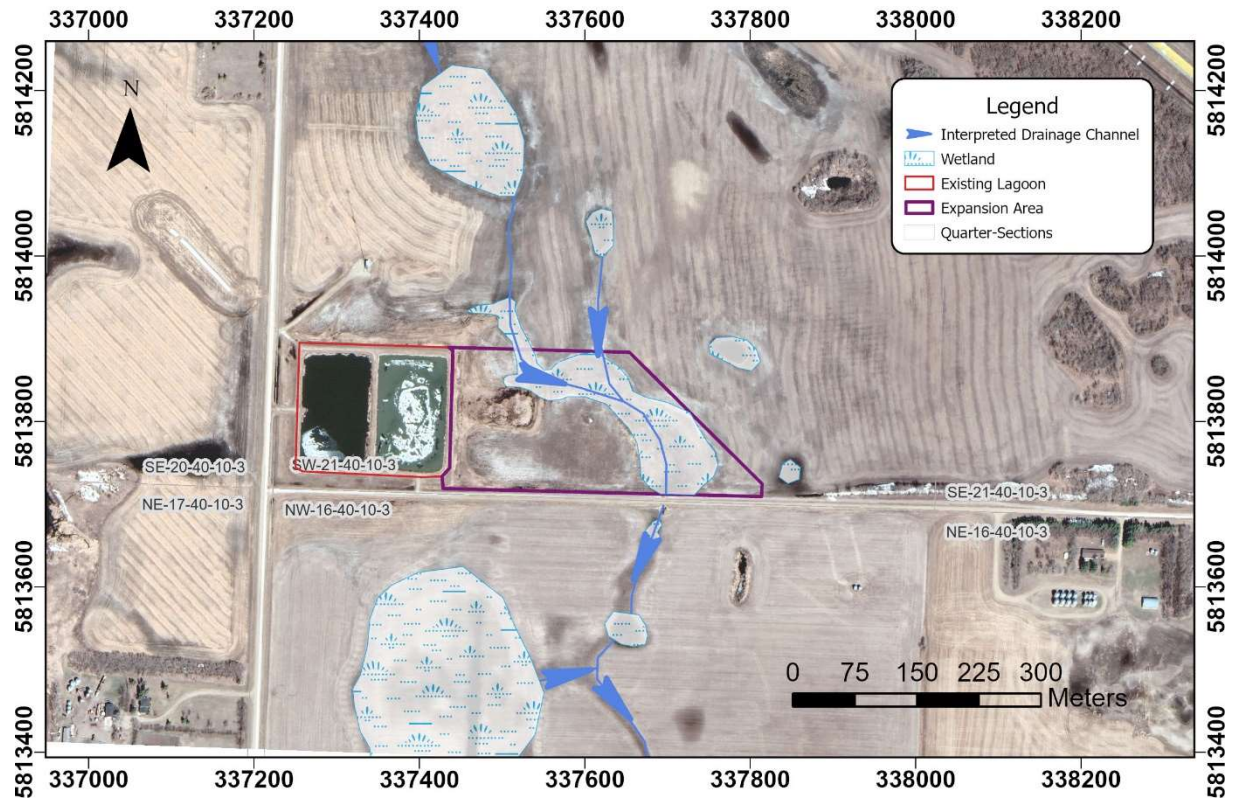 337000 337200 337400 337600 337800 338000 338200
5814200 5814200
N
Legend
Interpreted Drainage Channel
Wetland
Existing Lagoon
Expansion Area
Quarter-Sections
5814000 5814000
5813800 5813800
SE-20-40-10-3 SW-21-40-10-3 SE-21-40-10-3
NE-17-40-10-3 NW-16-40-10-3 NE-16-40-10-3
5813600 5813600
0 75 150 225 300
Meters
5813400 5813400
337000 337200 337400 337600 337800 338000 338200